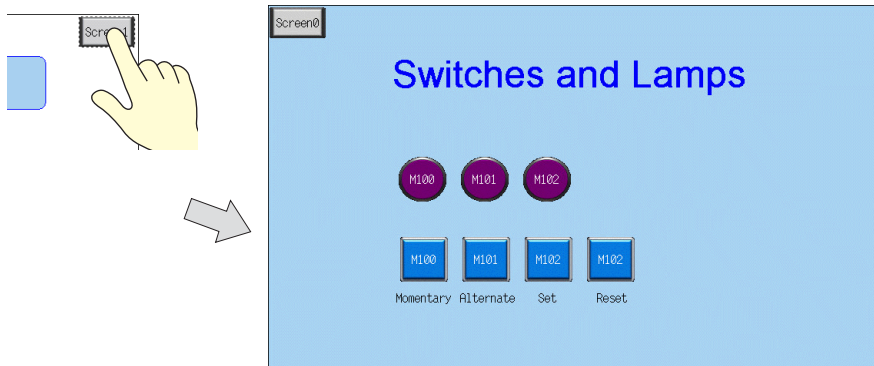 Screen0
Switches and Lamps
M100 M101 M102
M100 M101 M102 M102
Momentary Alternate Set Reset